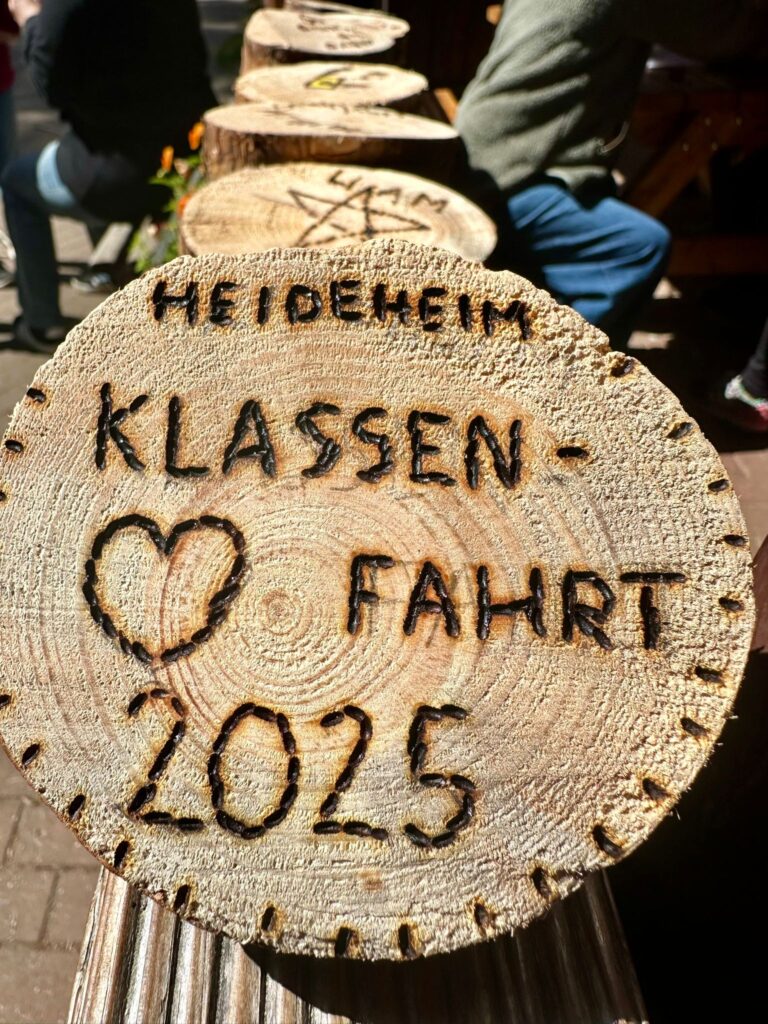 HEIDEHEIM
KLASSEN-
FAHRT
2025